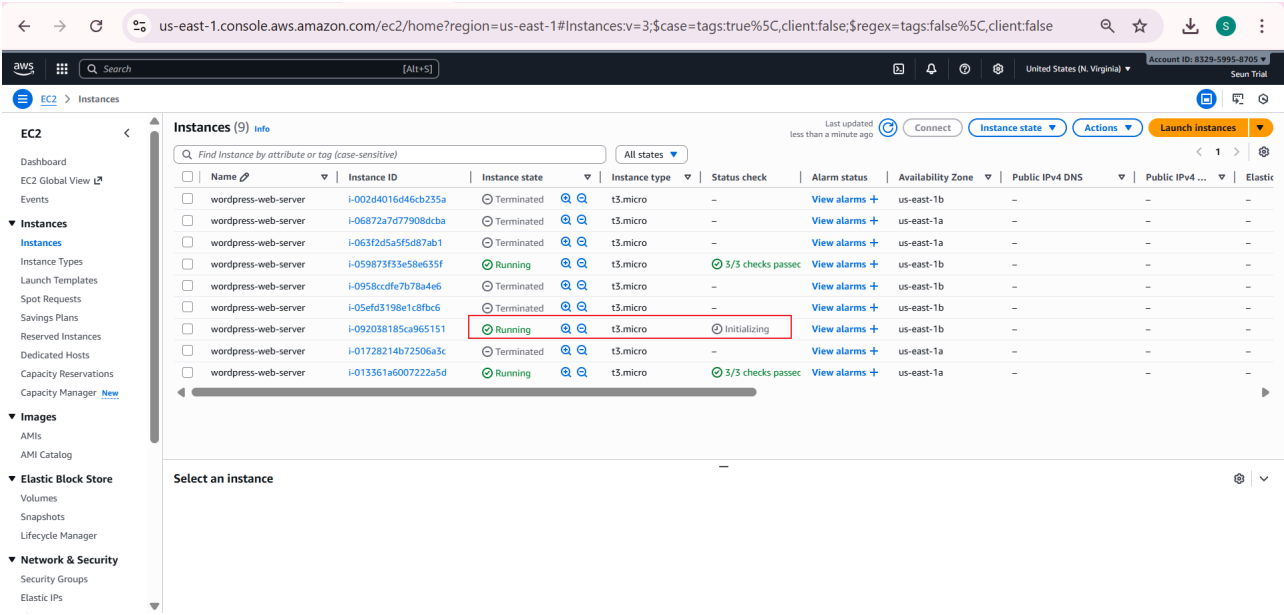 us-east-1.console.aws.amazon.com/ec2/home?region=us-east-1#Instances:v=3;$case=tags:true%5C,client:false;$regex=tags:false%5C,client:false
S
aws
Search [Alt+S]
United States (N. Virginia)
Account ID: 8329-5995-8705
Seun Trial
EC2 > Instances
EC2
Dashboard
EC2 Global View
Events
Instances
Instances
Instance Types
Launch Templates
Spot Requests
Savings Plans
Reserved Instances
Dedicated Hosts
Capacity Reservations
Capacity Manager New
Images
AMIs
AMI Catalog
Elastic Block Store
Volumes
Snapshots
Lifecycle Manager
Network & Security
Security Groups
Elastic IPs
Instances (9) Info
Last updated
less than a minute ago
Connect Instance state Actions Launch instances
Find Instance by attribute or tag (case-sensitive) All states 1
Name Instance ID Instance state Instance type Status check Alarm status Availability Zone Public IPv4 DNS Public IPv4 ... Elastic
wordpress-web-server i-002d4016d46cb235a Terminated t3.micro – View alarms + us-east-1b – – –
wordpress-web-server i-06872a7d77908dcba Terminated t3.micro – View alarms + us-east-1a – – –
wordpress-web-server i-063f2d5a5f5d87ab1 Terminated t3.micro – View alarms + us-east-1a – – –
wordpress-web-server i-059873f33e58e635f Running t3.micro 3/3 checks passec View alarms + us-east-1b – – –
wordpress-web-server i-0958ccdfe7b78a4e6 Terminated t3.micro – View alarms + us-east-1b – – –
wordpress-web-server i-05efd3198e1c8fbc6 Terminated t3.micro – View alarms + us-east-1b – – –
wordpress-web-server i-092038185ca965151 Running t3.micro Initializing View alarms + us-east-1b – – –
wordpress-web-server i-01728214b72506a3c Terminated t3.micro – View alarms + us-east-1a – – –
wordpress-web-server i-013361a6007222a5d Running t3.micro 3/3 checks passec View alarms + us-east-1a – – –
Select an instance